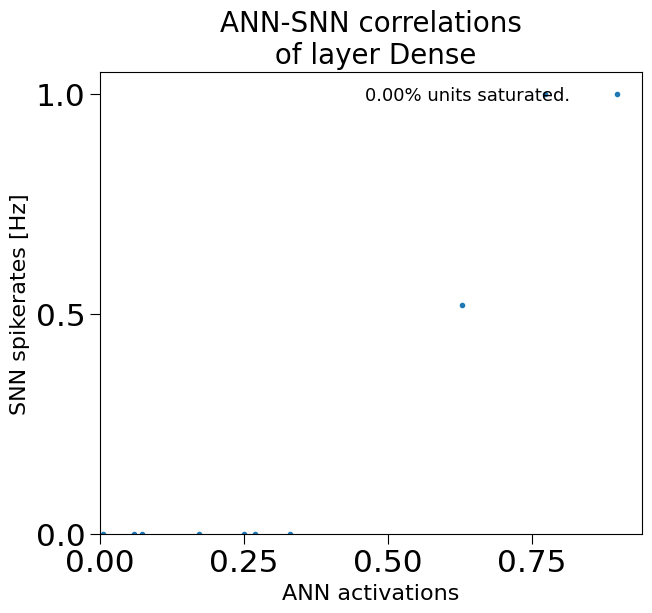 ANN-SNN correlations
of layer Dense
0.00% units saturated.
1.0
0.5
0.0
SNN spikerates [Hz]
0.00 0.25 0.50 0.75
ANN activations